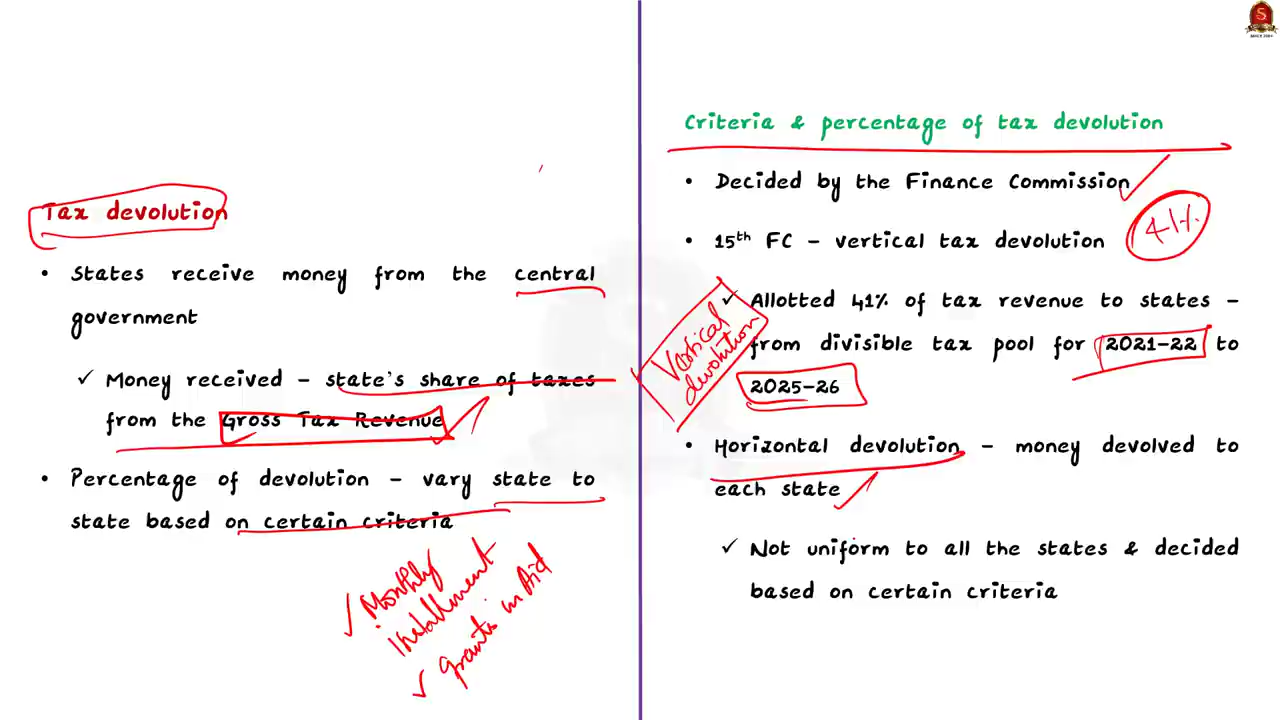 Tax devolution
• States receive money from the central
government
✓ Money received – state's share of taxes
from the Gross Tax Revenue
• Percentage of devolution – vary state to
state based on certain criteria
✓ Monthly
installment
✓ grants in Aid
Criteria & percentage of tax devolution
• Decided by the Finance Commission
• 15th FC – vertical tax devolution
41%
✓ Allotted 41% of tax revenue to states –
from divisible tax pool for 2021-22 to
2025-26
Vertical
devolution
• Horizontal devolution – money devolved to
each state
✓ Not uniform to all the states & decided
based on certain criteria
S